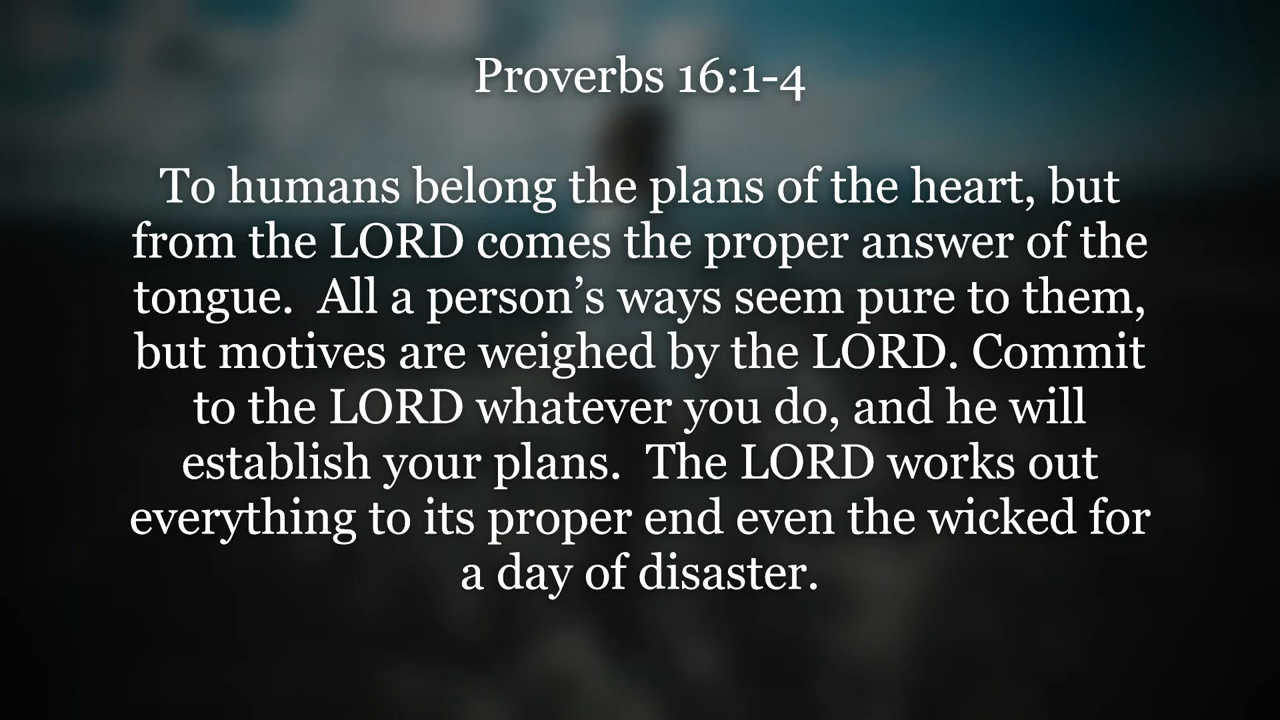 Proverbs 16:1-4
To humans belong the plans of the heart, but
from the LORD comes the proper answer of the
tongue.  All a person’s ways seem pure to them,
but motives are weighed by the LORD. Commit
to the LORD whatever you do, and he will
establish your plans.  The LORD works out
everything to its proper end even the wicked for
a day of disaster.